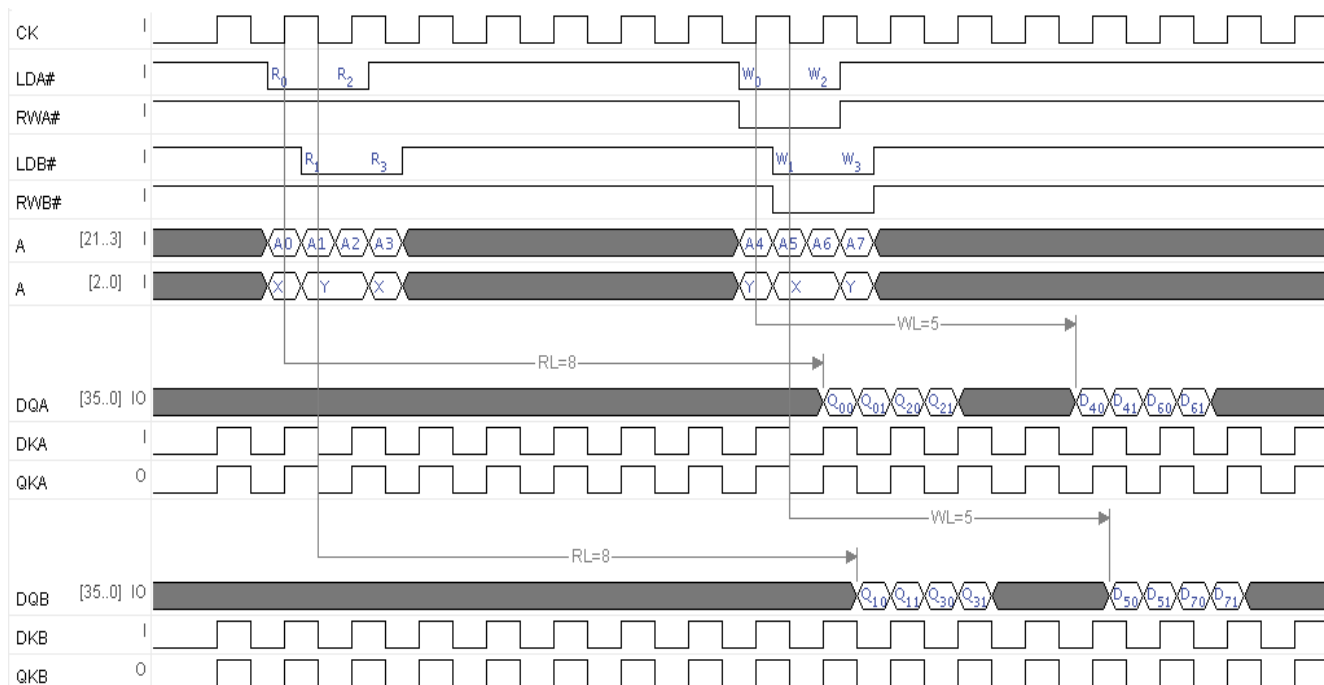 CK I
LDA# I R0 R2 W0 W2
RWA# I
LDB# I R1 R3 W1 W3
RWB# I
A [21..3] I A0 A1 A2 A3 A4 A5 A6 A7
A [2..0] I X Y X Y X Y
WL=5
RL=8
DQA [35..0] IO Q00 Q01 Q20 Q21 D40 D41 D60 D61
DKA I
QKA O
WL=5
RL=8
DQB [35..0] IO Q10 Q11 Q30 Q31 D50 D51 D70 D71
DKB I
QKB O